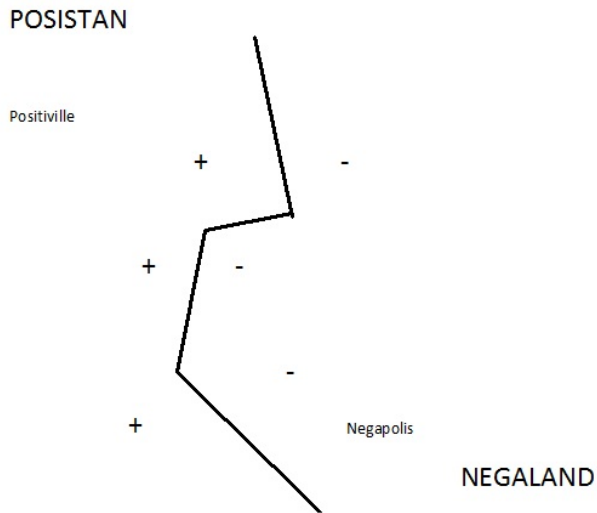 POSISTAN
Positiville
+ -
+ -
-
+
Negapolis
NEGALAND